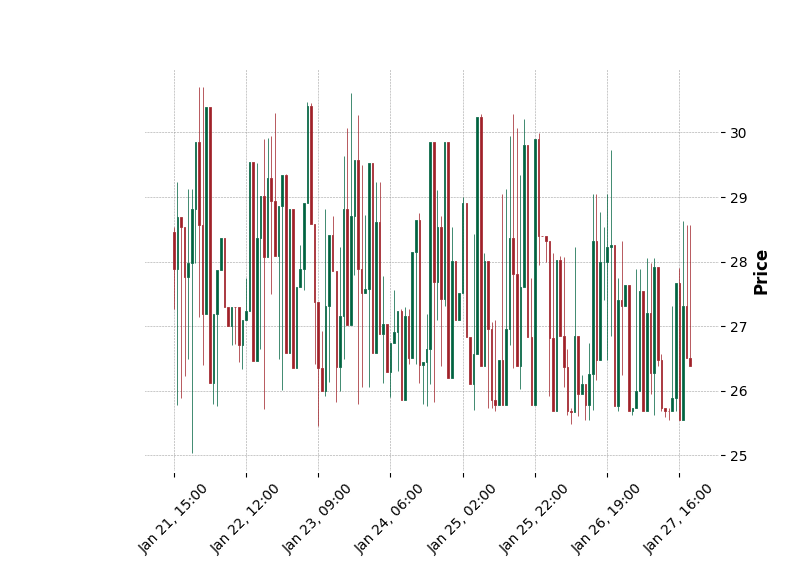 30
29
28
27
26
25
Price
Jan 21, 15:00
Jan 22, 12:00
Jan 23, 09:00
Jan 24, 06:00
Jan 25, 02:00
Jan 25, 22:00
Jan 26, 19:00
Jan 27, 16:00